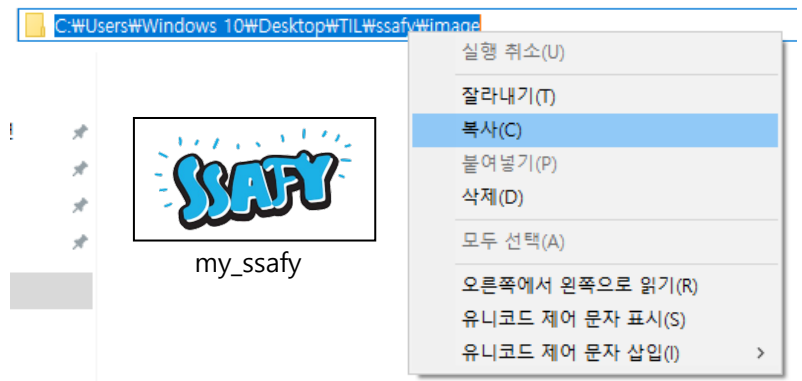 C:₩Users₩Windows 10₩Desktop₩TIL₩ssafy₩image
실행 취소(U)
잘라내기(T)
복사(C)
붙여넣기(P)
삭제(D)
모두 선택(A)
오른쪽에서 왼쪽으로 읽기(R)
유니코드 제어 문자 표시(S)
유니코드 제어 문자 삽입(I)
SSAFY
my_ssafy